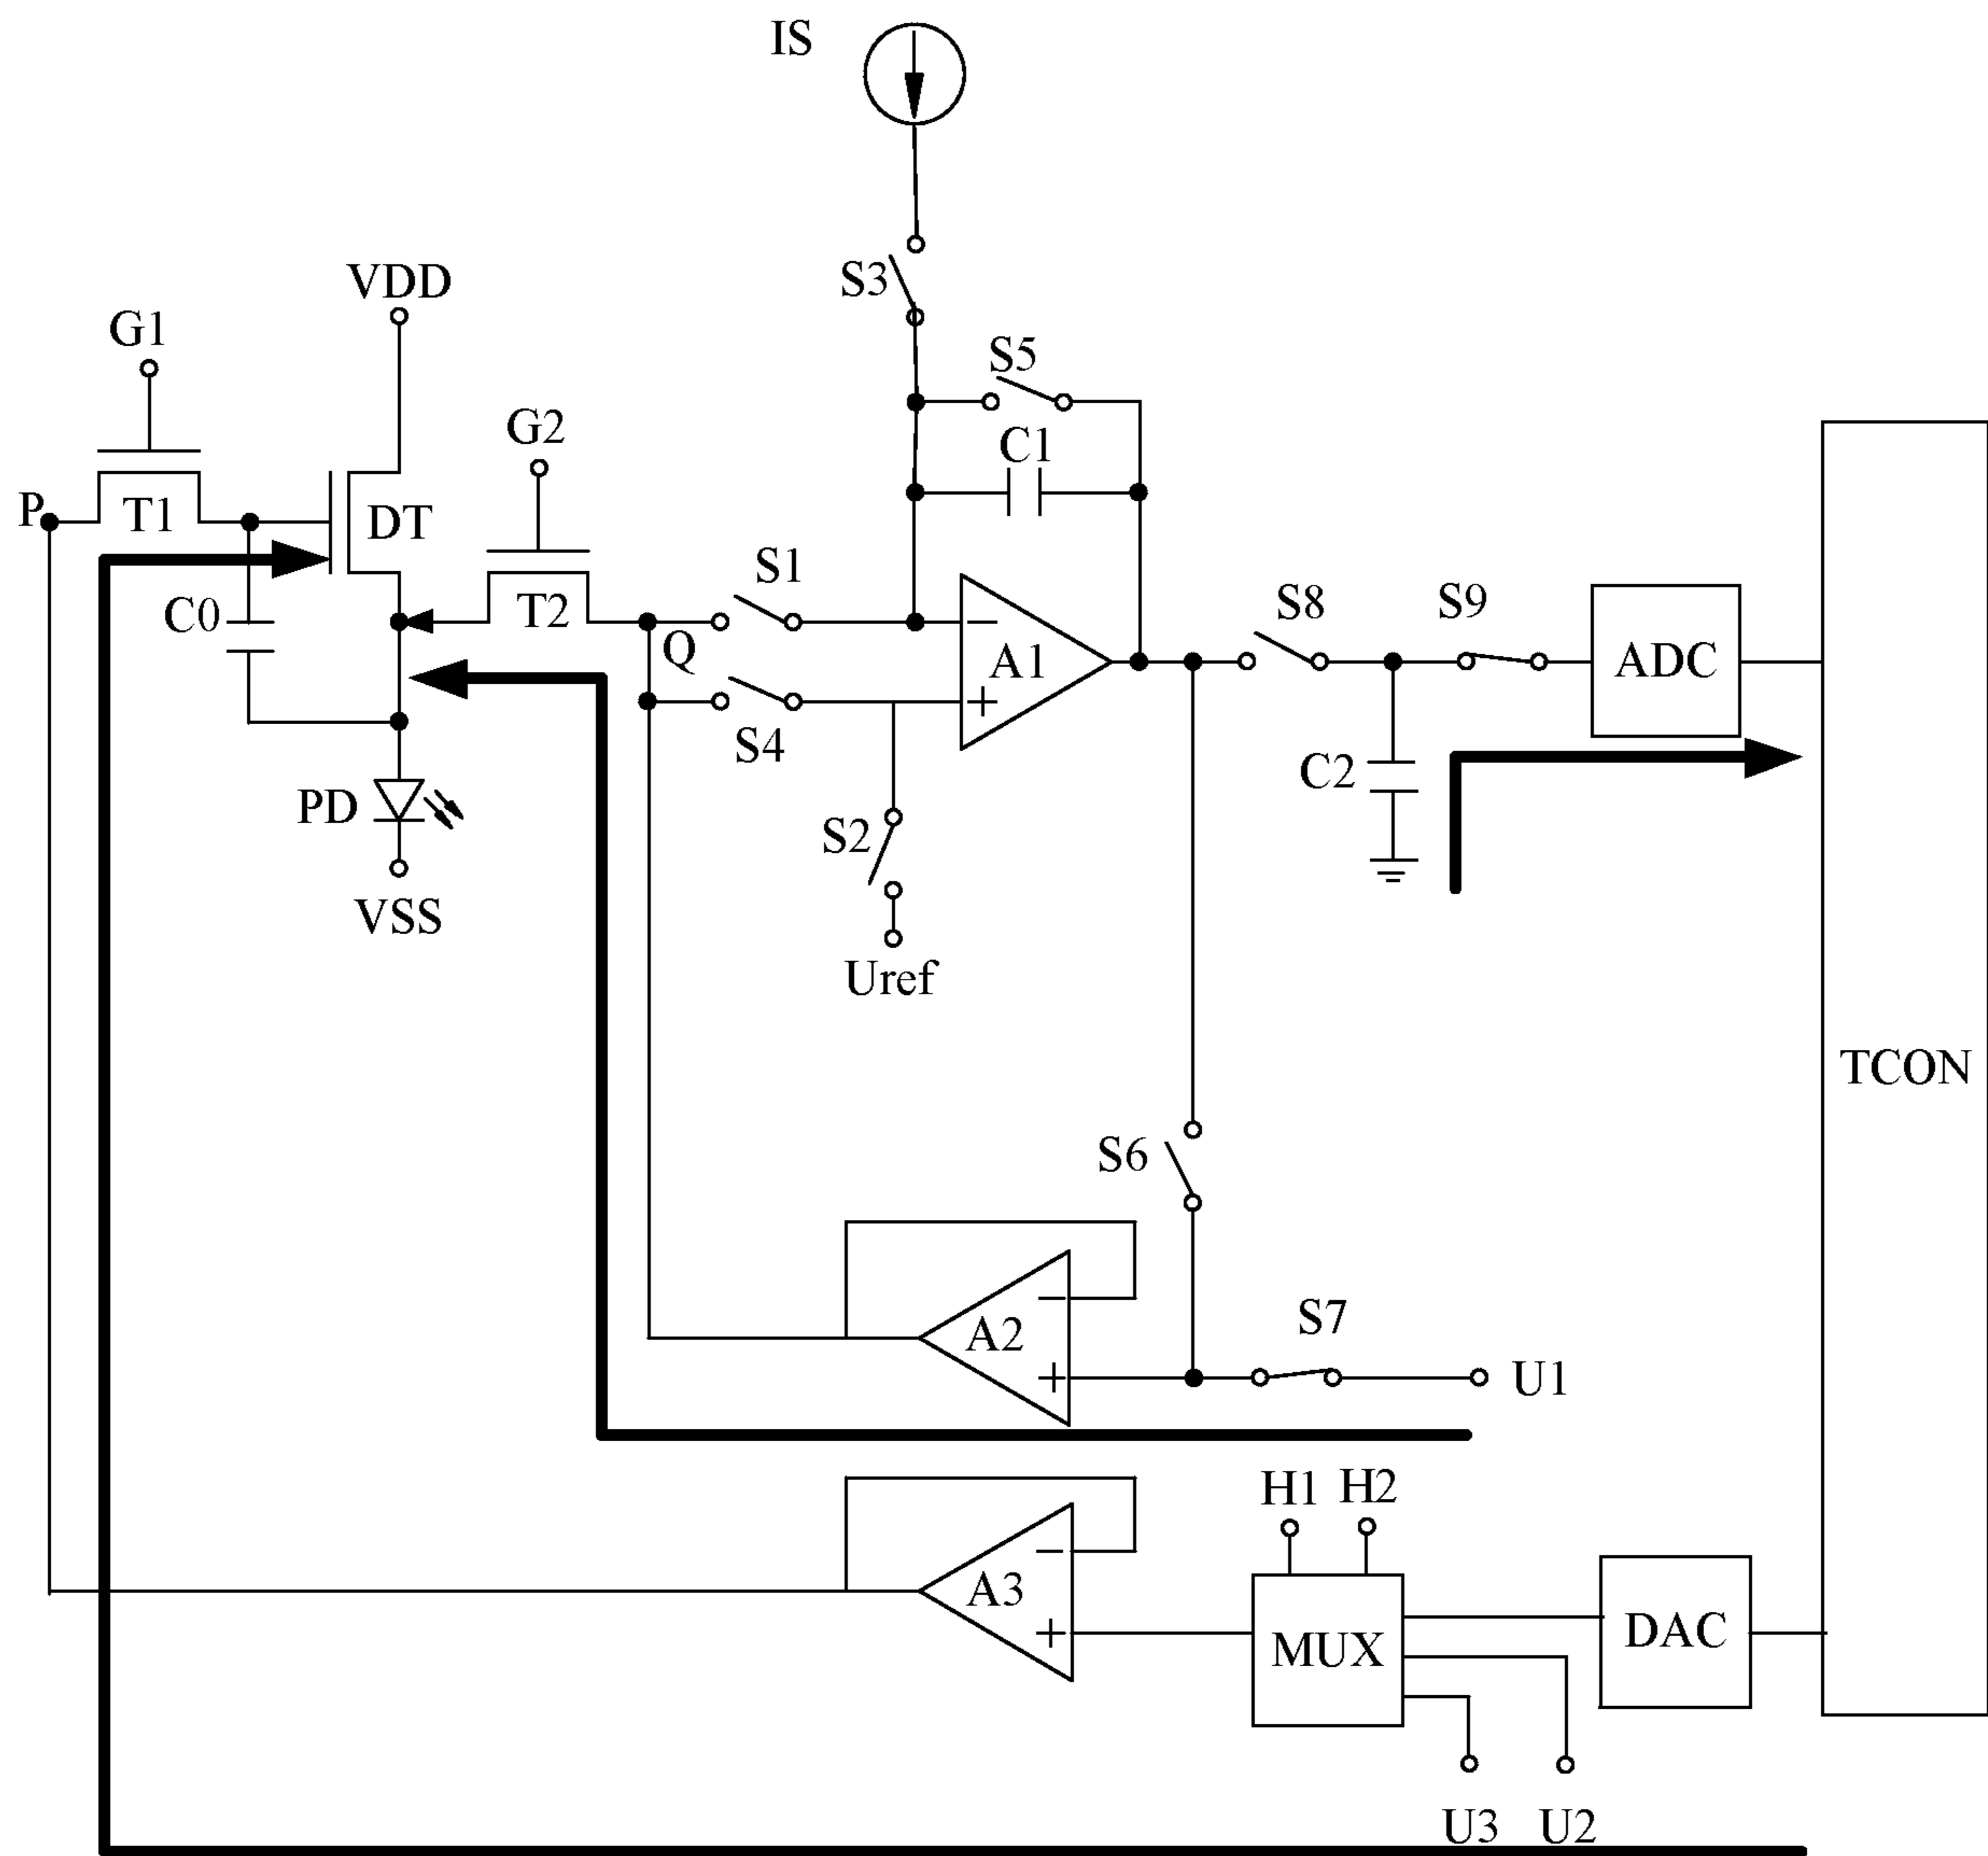 IS
S3
VDD
G1
S5
G2
C1
P
T1
DT
S1
C0
T2
Q
A1
S8
S9
ADC
S4
C2
PD
S2
VSS
Uref
TCON
S6
A2
S7
U1
H1 H2
A3
MUX
DAC
U3 U2